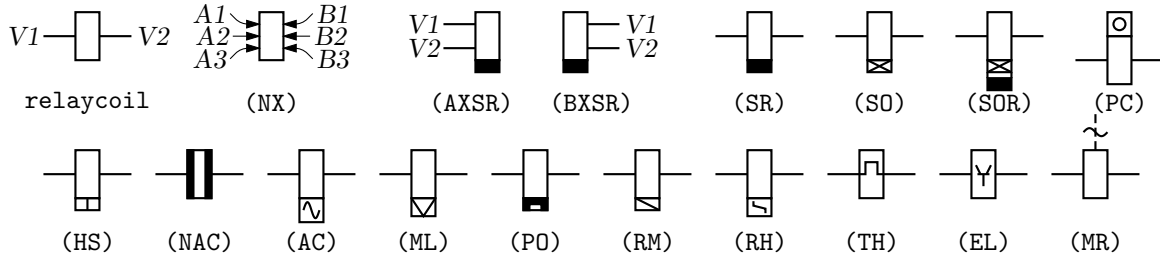 V1 V2 A1 B1 V1 V1
A2 B2 V2 V2
A3 B3
relaycoil (NX) (AXSR) (BXSR) (SR) (SO) (SOR) (PC)
(HS) (NAC) (AC) (ML) (PO) (RM) (RH) (TH) (EL) (MR)